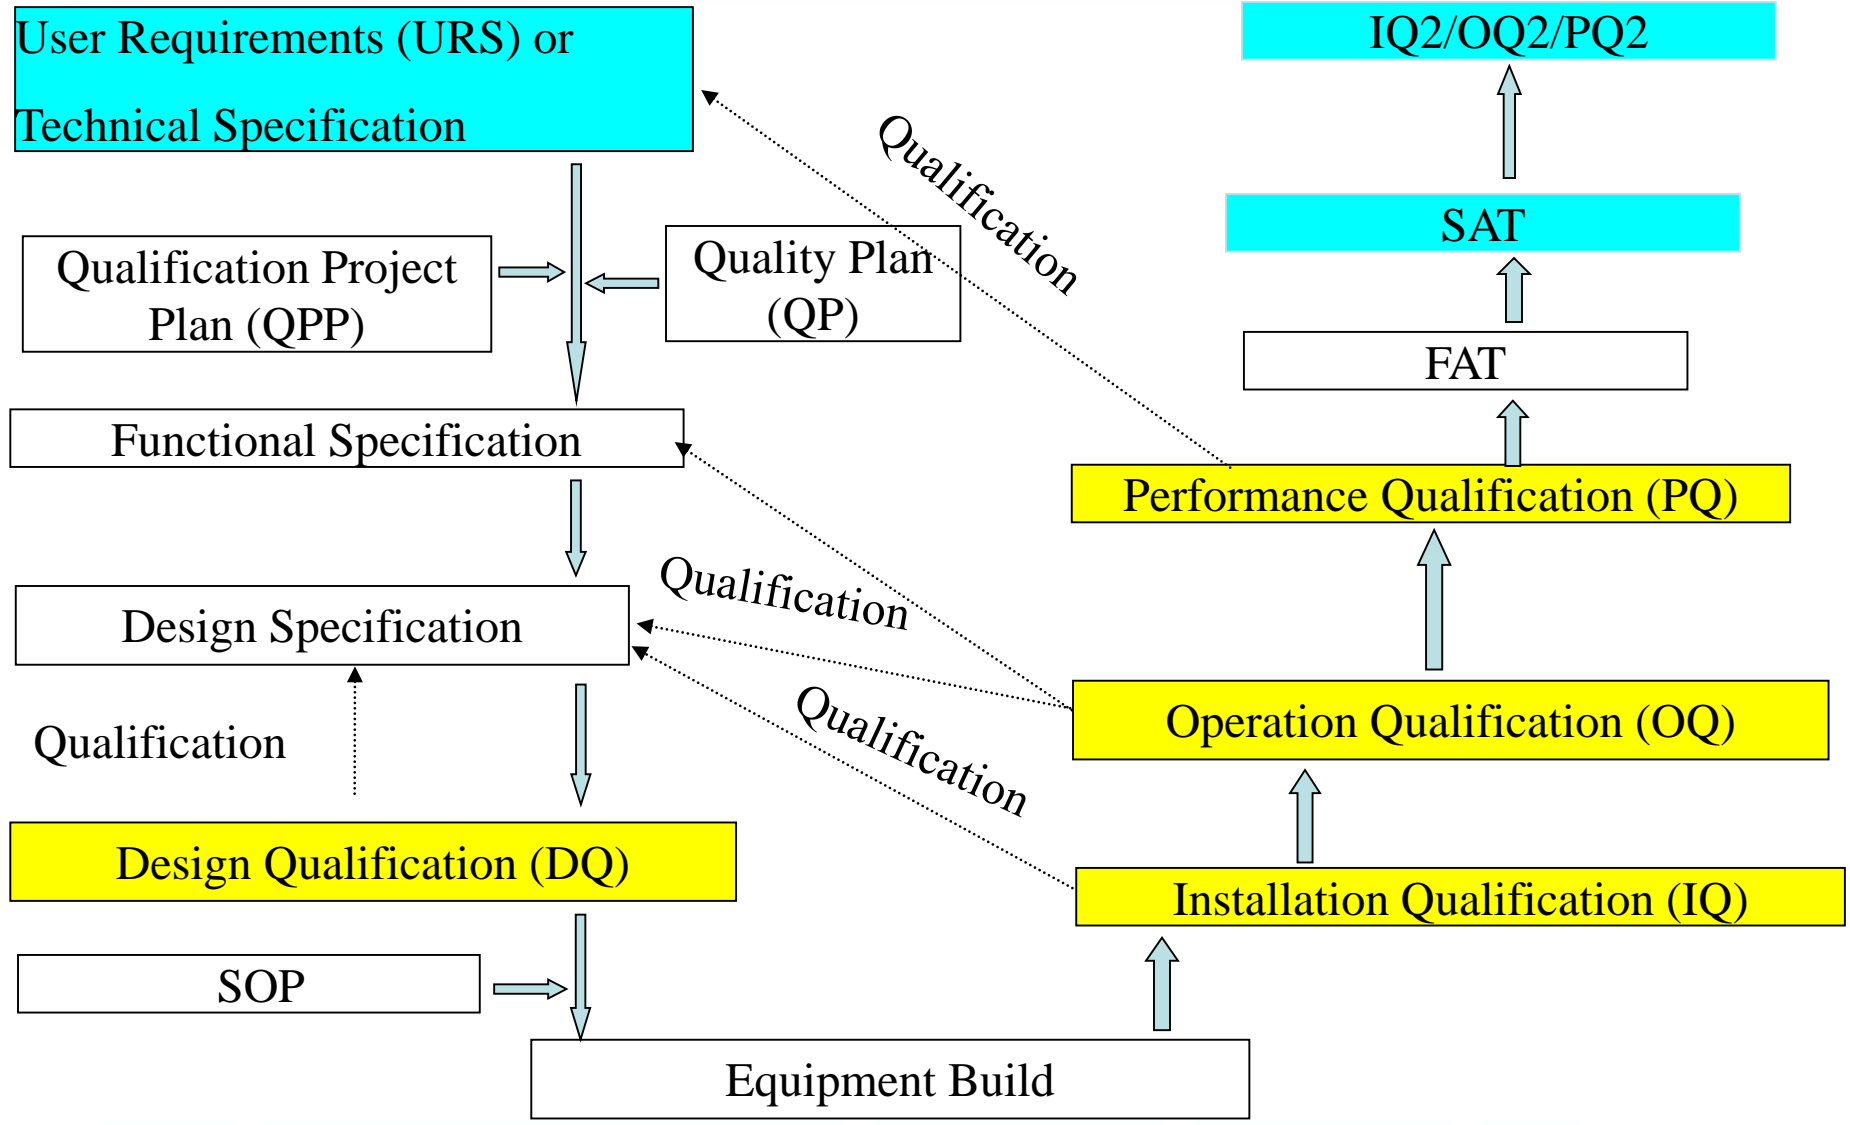 User Requirements (URS) or
Technical Specification
Qualification Project
Plan (QPP)
Quality Plan
(QP)
Functional Specification
Design Specification
Qualification
Design Qualification (DQ)
SOP
Equipment Build
Qualification
Qualification
Qualification
IQ2/OQ2/PQ2
SAT
FAT
Performance Qualification (PQ)
Operation Qualification (OQ)
Installation Qualification (IQ)